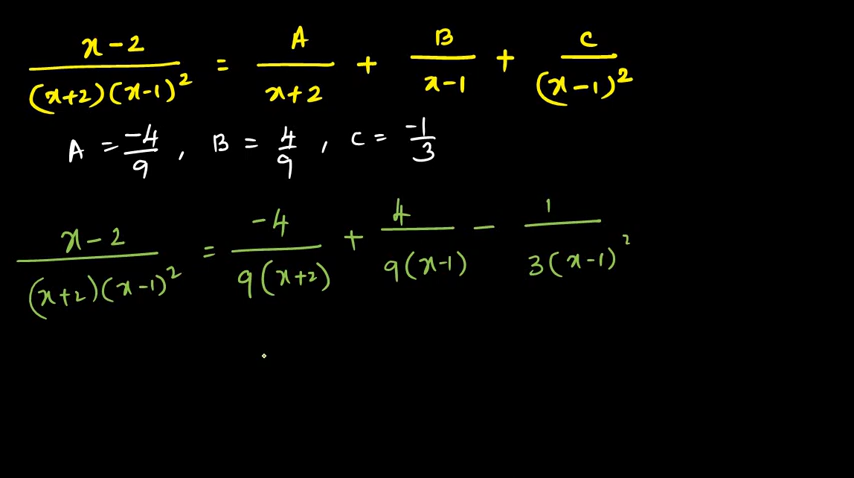 x-2/(x+2)(x-1)² = A/x+2 + B/x-1 + C/(x-1)²
A = -4/9 , B = 4/9 , C = -1/3
x-2/(x+2)(x-1)² = -4/9(x+2) + 4/9(x-1) - 1/3(x-1)²